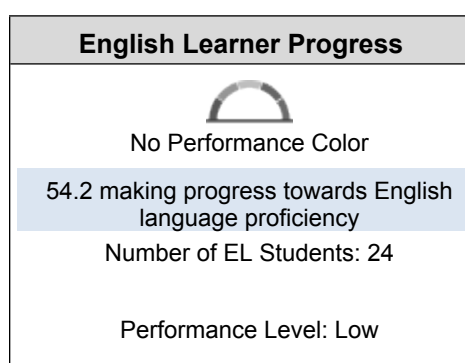 English Learner Progress
No Performance Color
54.2 making progress towards English
language proficiency
Number of EL Students: 24
Performance Level: Low